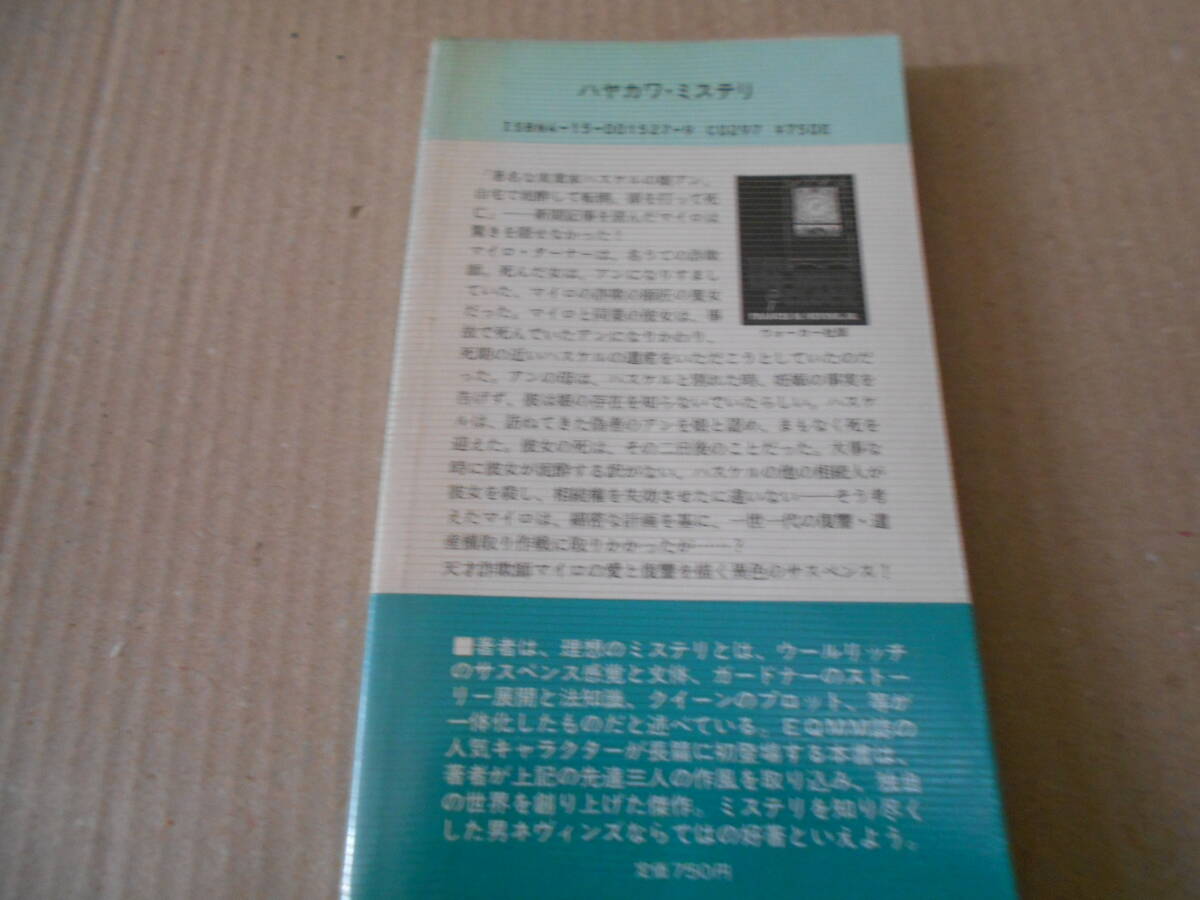 ハヤカワ・ミステリ
ISBN4-15-001527-9 C0297 ¥750E
「著名な実業家ハスケルの娘アン、
自宅で泥酔して転倒、頭を打って死
亡」——新聞記事を読んだマイロは
驚きを隠せなかった！
マイロ・ターナーは、名うての詐欺
師。死んだ女は、アンになりすまし
ていた、マイロの詐欺の師匠の養女
だった。マイロと同業の彼女は、事
故で死んでいたアンになりかわり、
死期の近いハスケルの遺産をいただこうとしていたのだ
った。アンの母は、ハスケルと別れた時、妊娠の事実を
告げず、彼は娘の存在を知らないでいたらしい。ハスケ
ルは、訪ねてきた偽者のアンを娘と認め、まもなく死を
迎えた。彼女の死は、その二日後のことだった。大事な
時に彼女が泥酔する訳がない、ハスケルの他の相続人が
彼女を殺し、相続権を失効させたに違いない——そう考
えたマイロは、綿密な計画を基に、一世一代の復讐・遺
産横取り作戦に取りかかったが……？
天才詐欺師マイロの愛と復讐を描く異色のサスペンス！
ウォーカー社版
■著者は、理想のミステリとは、ウールリッチ
のサスペンス感覚と文体、ガードナーのストー
リー展開と法知識、クイーンのプロット、等が
一体化したものだと述べている。EQMM誌の
人気キャラクターが長篇に初登場する本書は、
著者が上記の先達三人の作風を取り込み、独自
の世界を創り上げた傑作。ミステリを知り尽く
した男ネヴィンズならではの好著といえよう。
定価750円